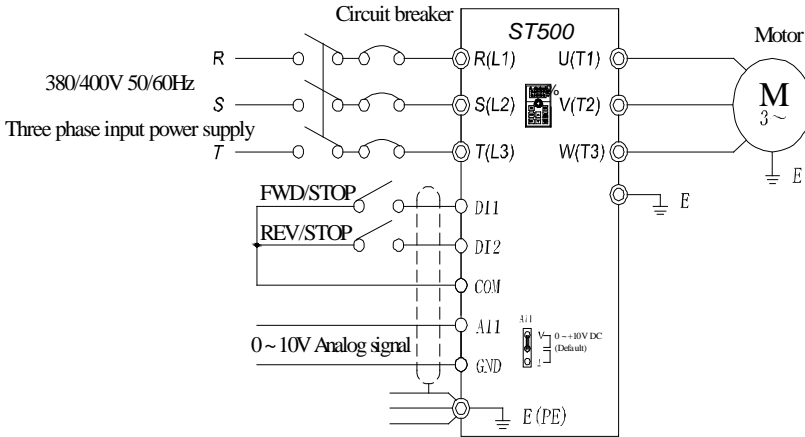 Circuit breaker
ST500
Motor
R
R(L1)
U(T1)
380/400V 50/60Hz
S
S(L2)
V(T2)
M
3~
Three phase input power supply
T
T(L3)
W(T3)
E
FWD/STOP
DI1
E
REV/STOP
DI2
COM
AI1
AI1
V
0~+10V DC
(Default)
0~10V Analog signal
I
GND
E(PE)